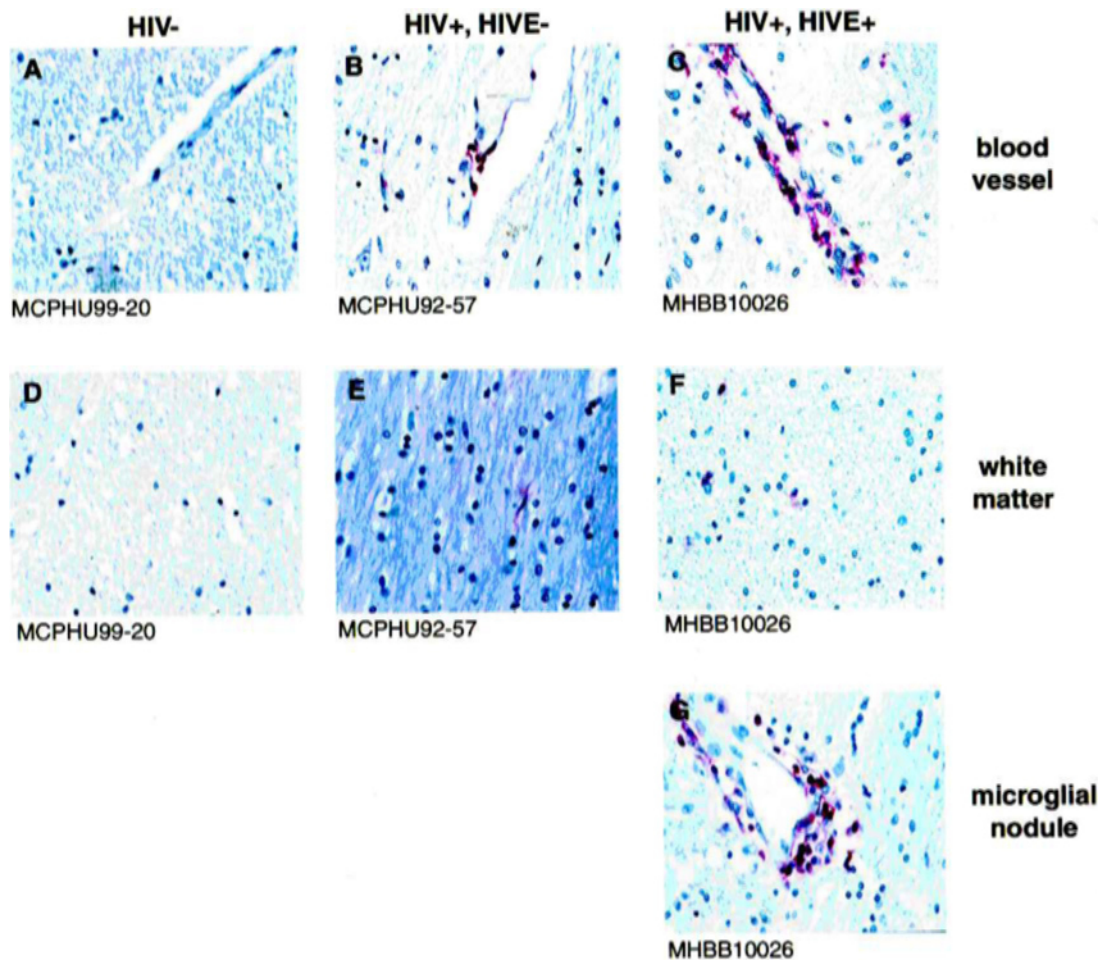 HIV-
HIV+, HIVE-
HIV+, HIVE+
A
B
C
blood
vessel
MCPHU99-20
MCPHU92-57
MHBB10026
D
E
F
white
matter
MCPHU99-20
MCPHU92-57
MHBB10026
G
microglial
nodule
MHBB10026